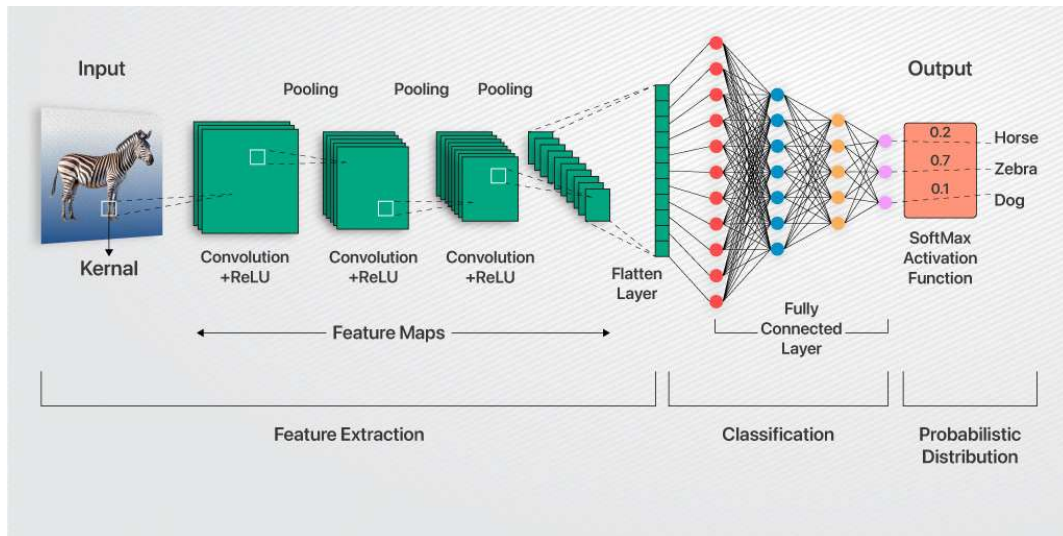 Input
Output
Pooling
Pooling
Pooling
0.2
Horse
0.7
Zebra
0.1
Dog
Kernal
Convolution
+ReLU
Convolution
+ReLU
Convolution
+ReLU
Flatten
Layer
SoftMax
Activation
Function
Feature Maps
Fully
Connected
Layer
Feature Extraction
Classification
Probabilistic
Distribution